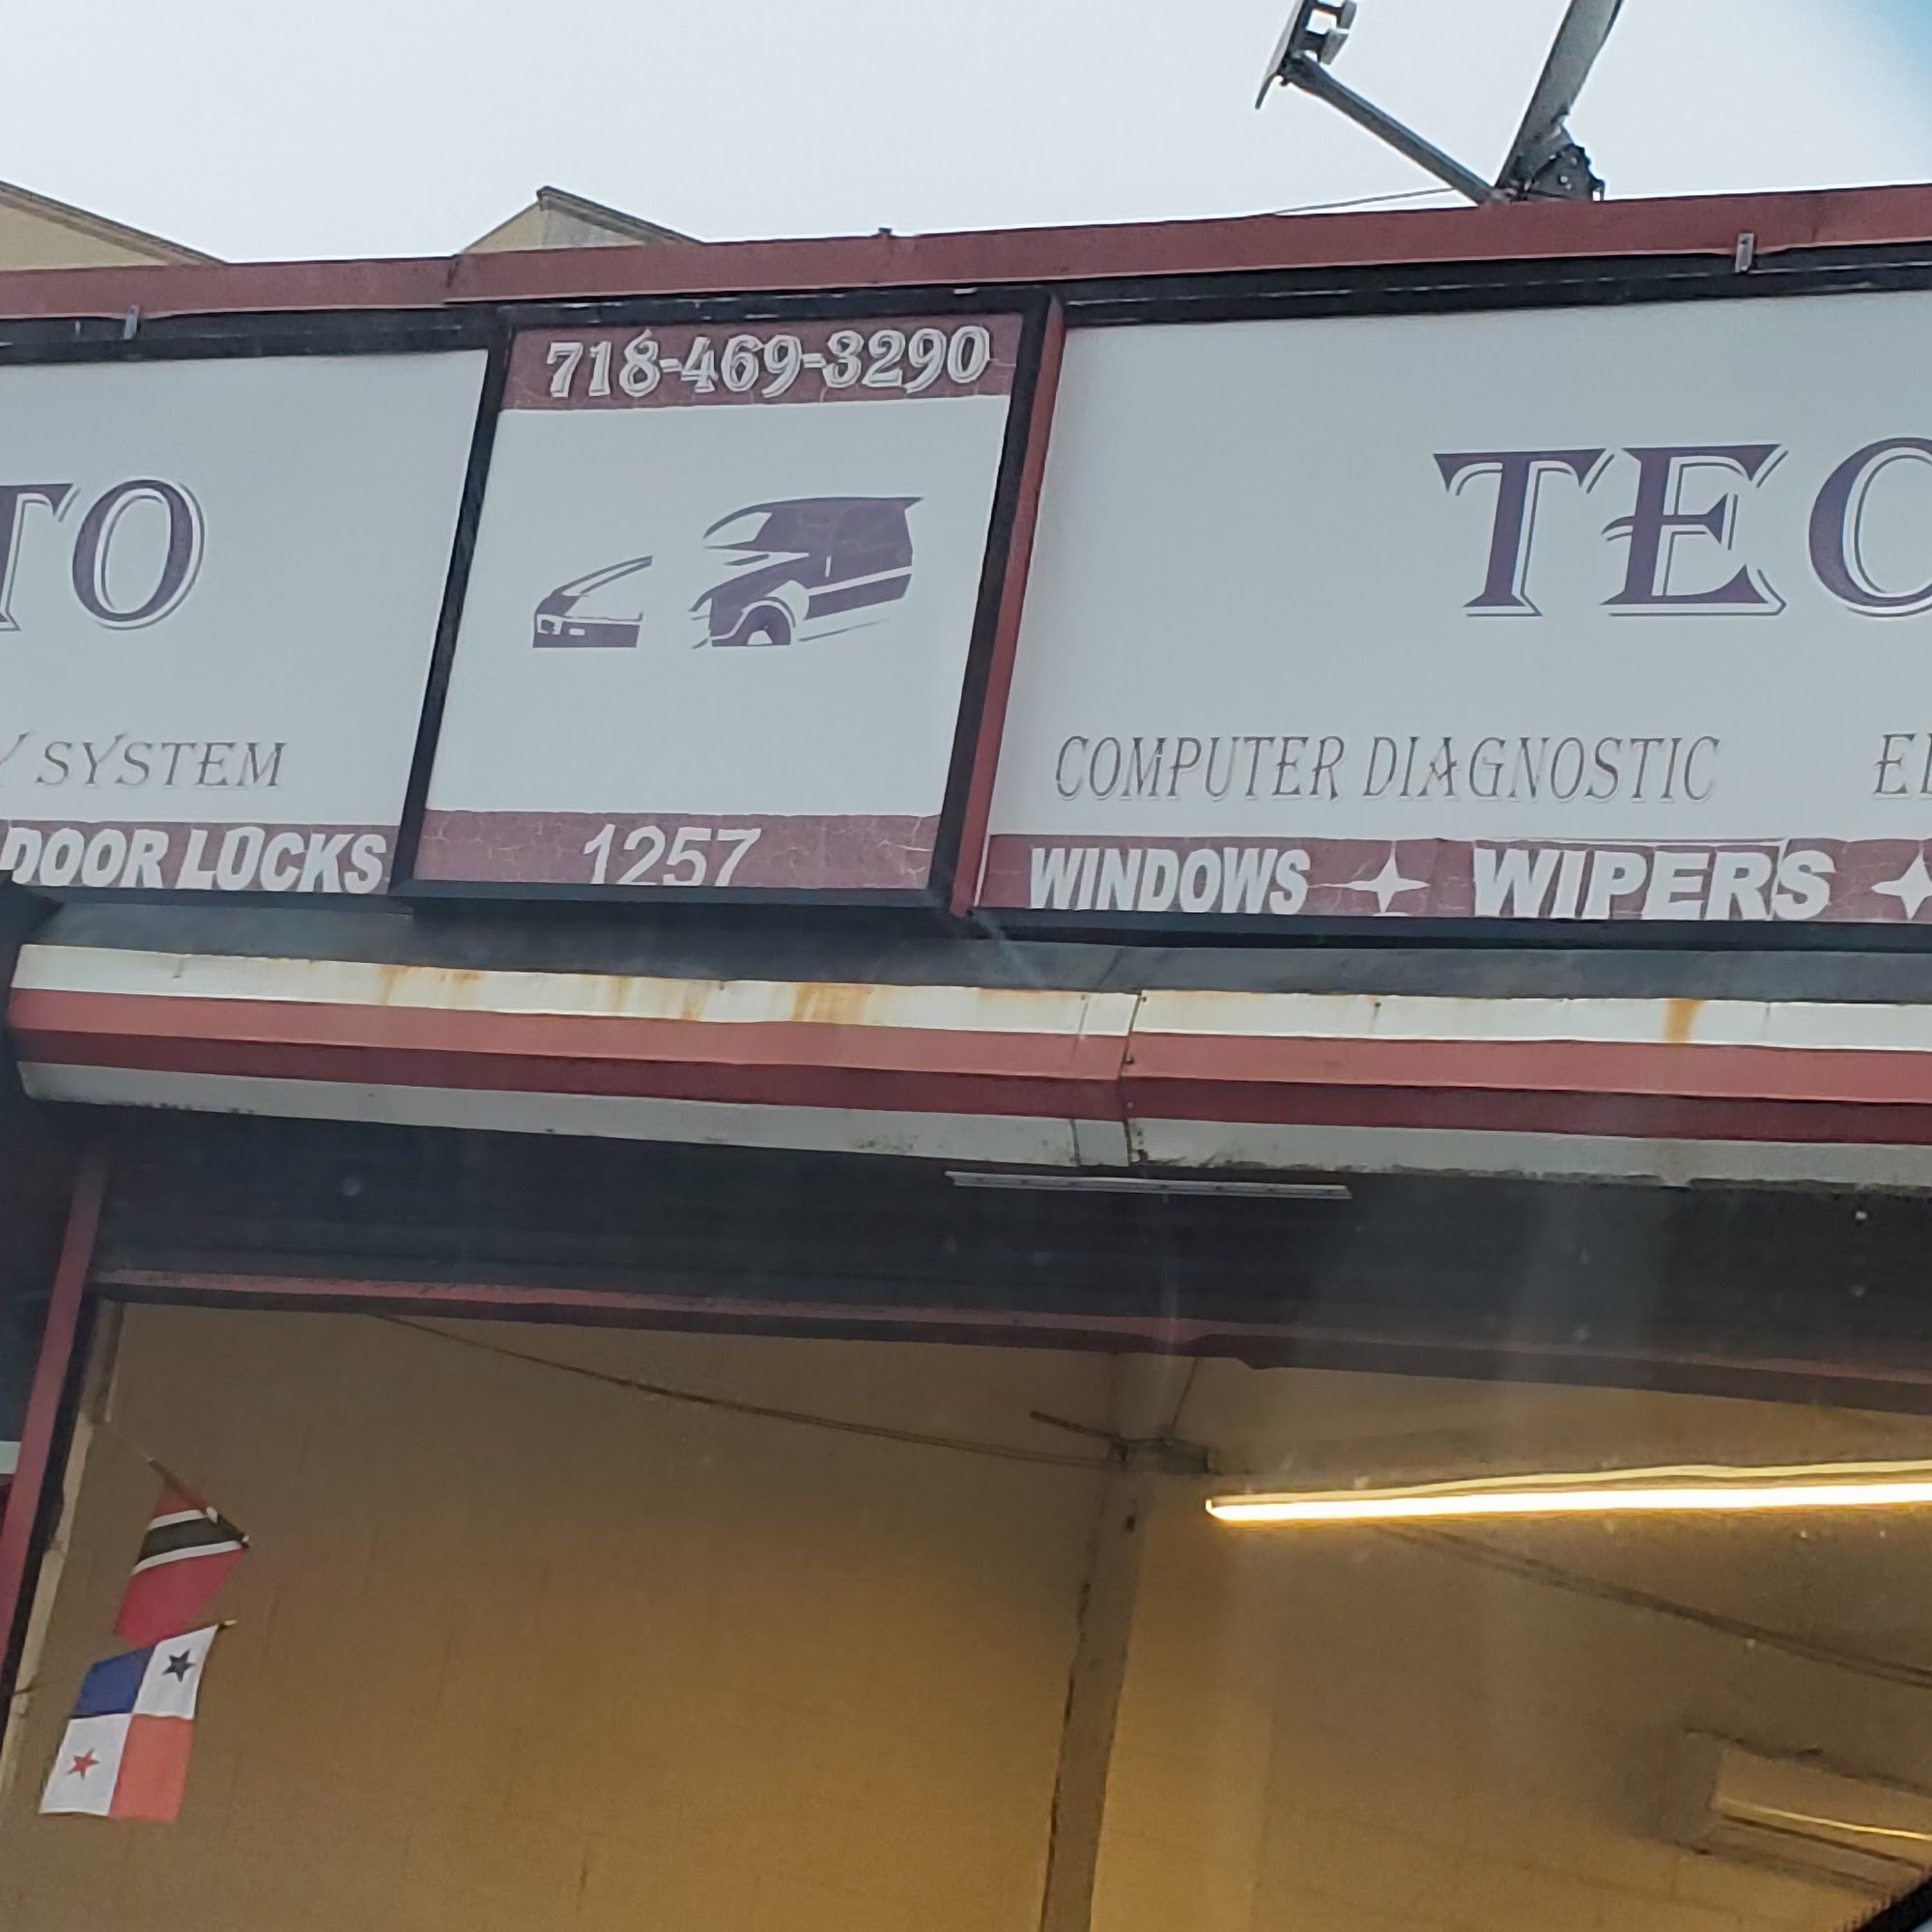 TO
SYSTEM
DOOR LOCKS
718-469-3290
1257
TEC
COMPUTER DIAGNOSTIC
WINDOWS WIPERS